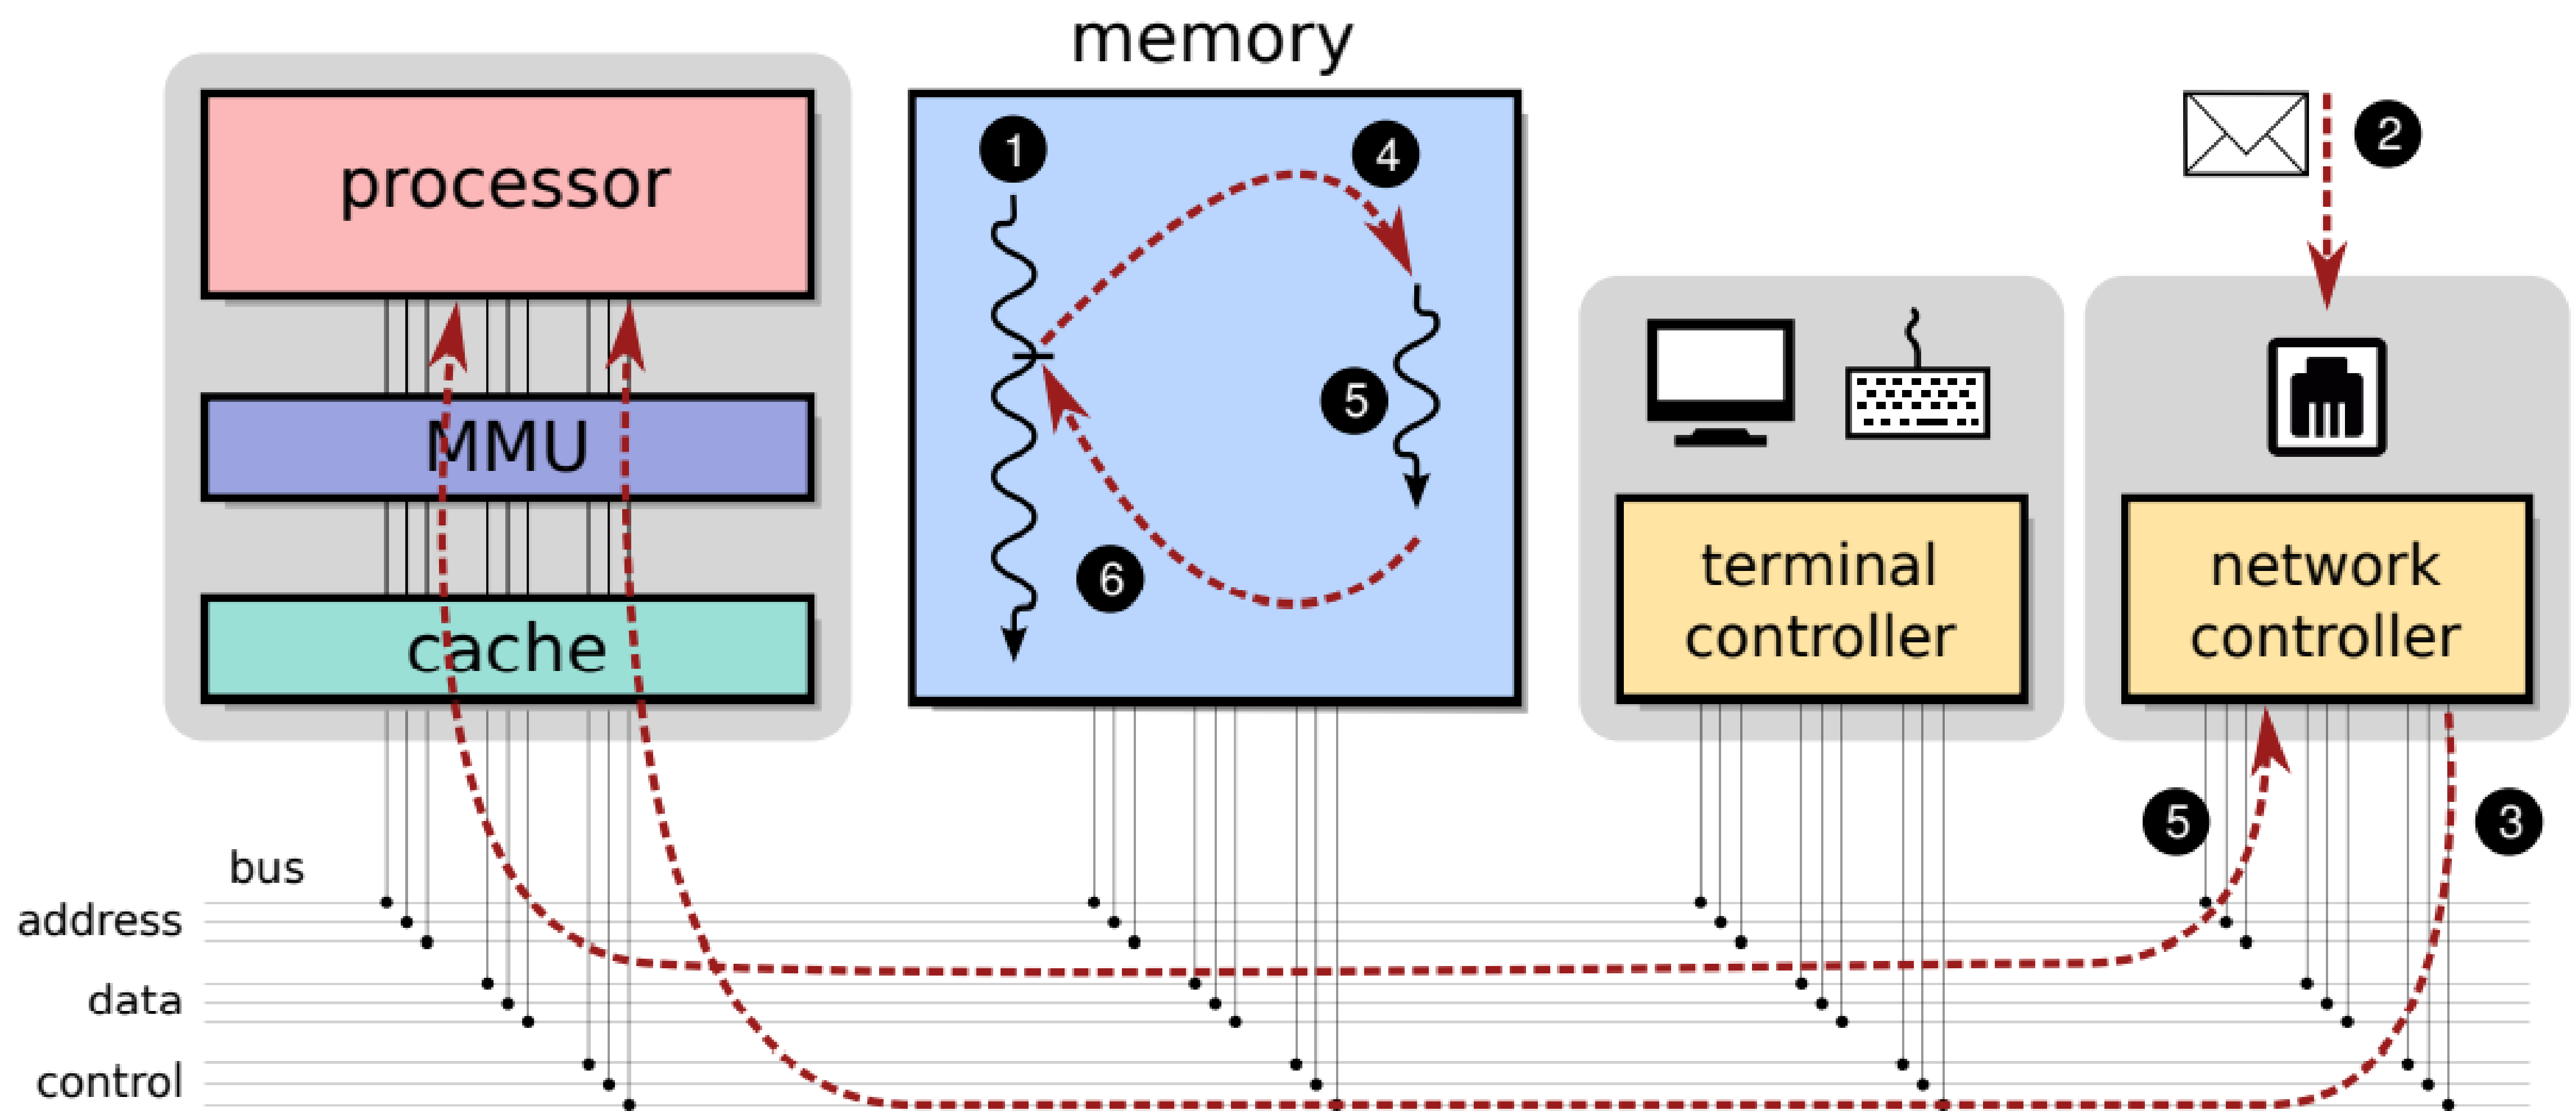 memory
processor
1
4
2
MMU
5
6
terminal
controller
network
controller
cache
5
3
bus
address
data
control